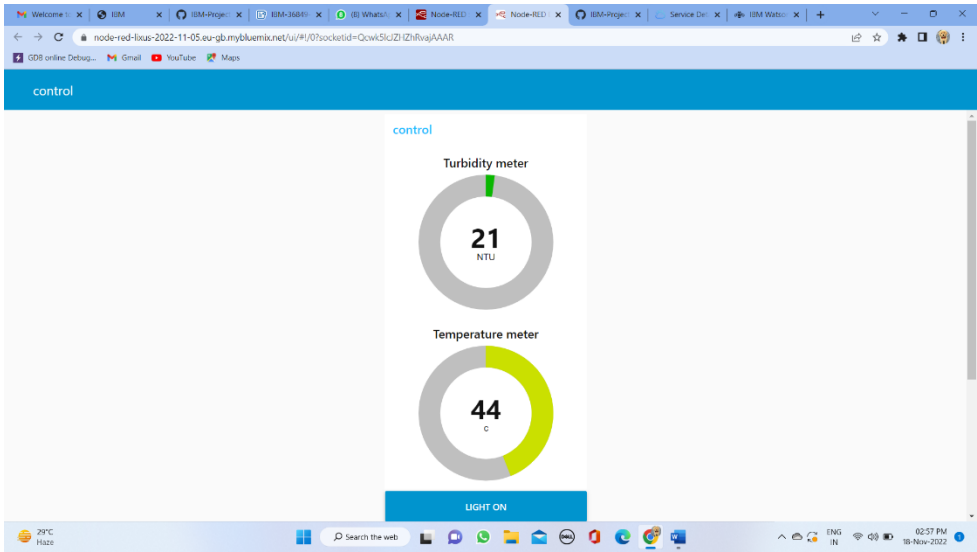 Welcome to
IBM
IBM-Project
IBM-36849
(8) WhatsAp
Node-RED
Node-RED
IBM-Project
Service Det
IBM Watson
node-red-lixus-2022-11-05.eu-gb.mybluemix.net/ui/#!/0?socketid=Qcwk5lcJZHZhRvajAAAR
GDB online Debug...
Gmail
YouTube
Maps
control
control
Turbidity meter
21
NTU
Temperature meter
44
c
LIGHT ON
29°C
Haze
Search the web
ENG
IN
02:57 PM
18-Nov-2022